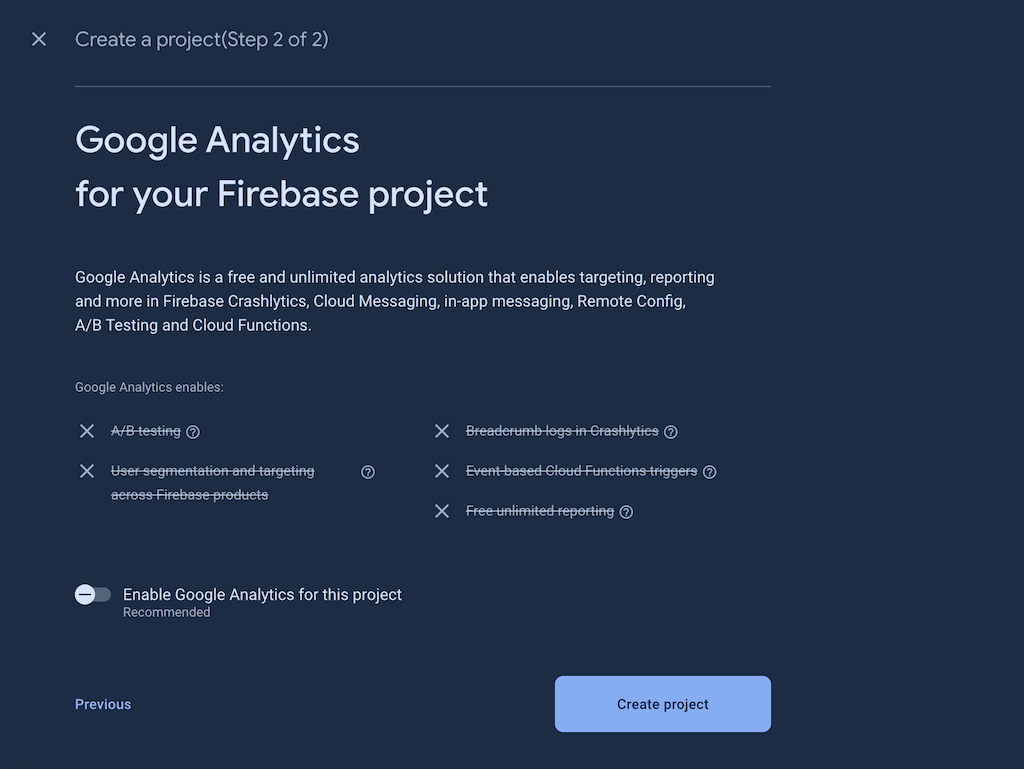 Create a project(Step 2 of 2)
Google Analytics
for your Firebase project
Google Analytics is a free and unlimited analytics solution that enables targeting, reporting
and more in Firebase Crashlytics, Cloud Messaging, in-app messaging, Remote Config,
A/B Testing and Cloud Functions.
Google Analytics enables:
A/B testing
User segmentation and targeting
across Firebase products
Breadcrumb logs in Crashlytics
Event-based Cloud Functions triggers
Free unlimited reporting
Enable Google Analytics for this project
Recommended
Previous
Create project